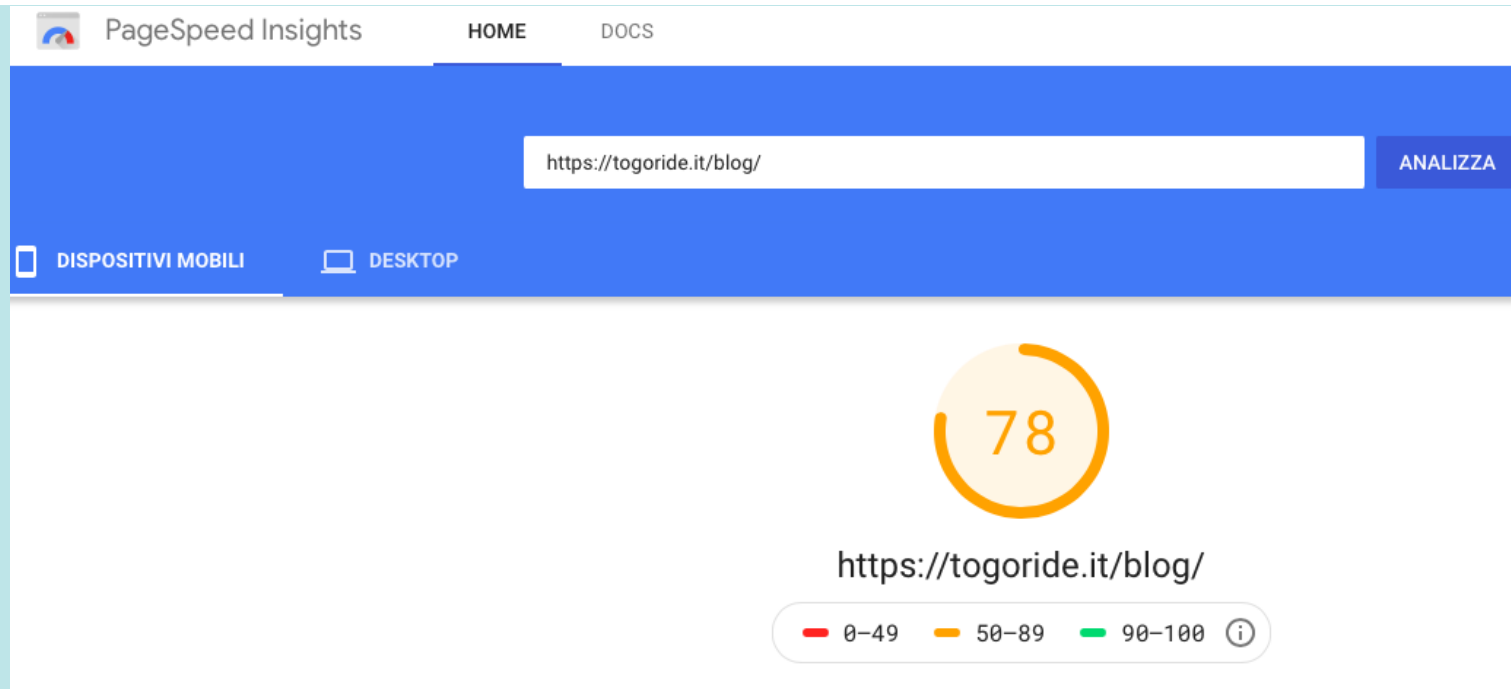 PageSpeed Insights HOME DOCS
https://togoride.it/blog/ ANALIZZA
DISPOSITIVI MOBILI DESKTOP
78
https://togoride.it/blog/
0–49 50–89 90–100